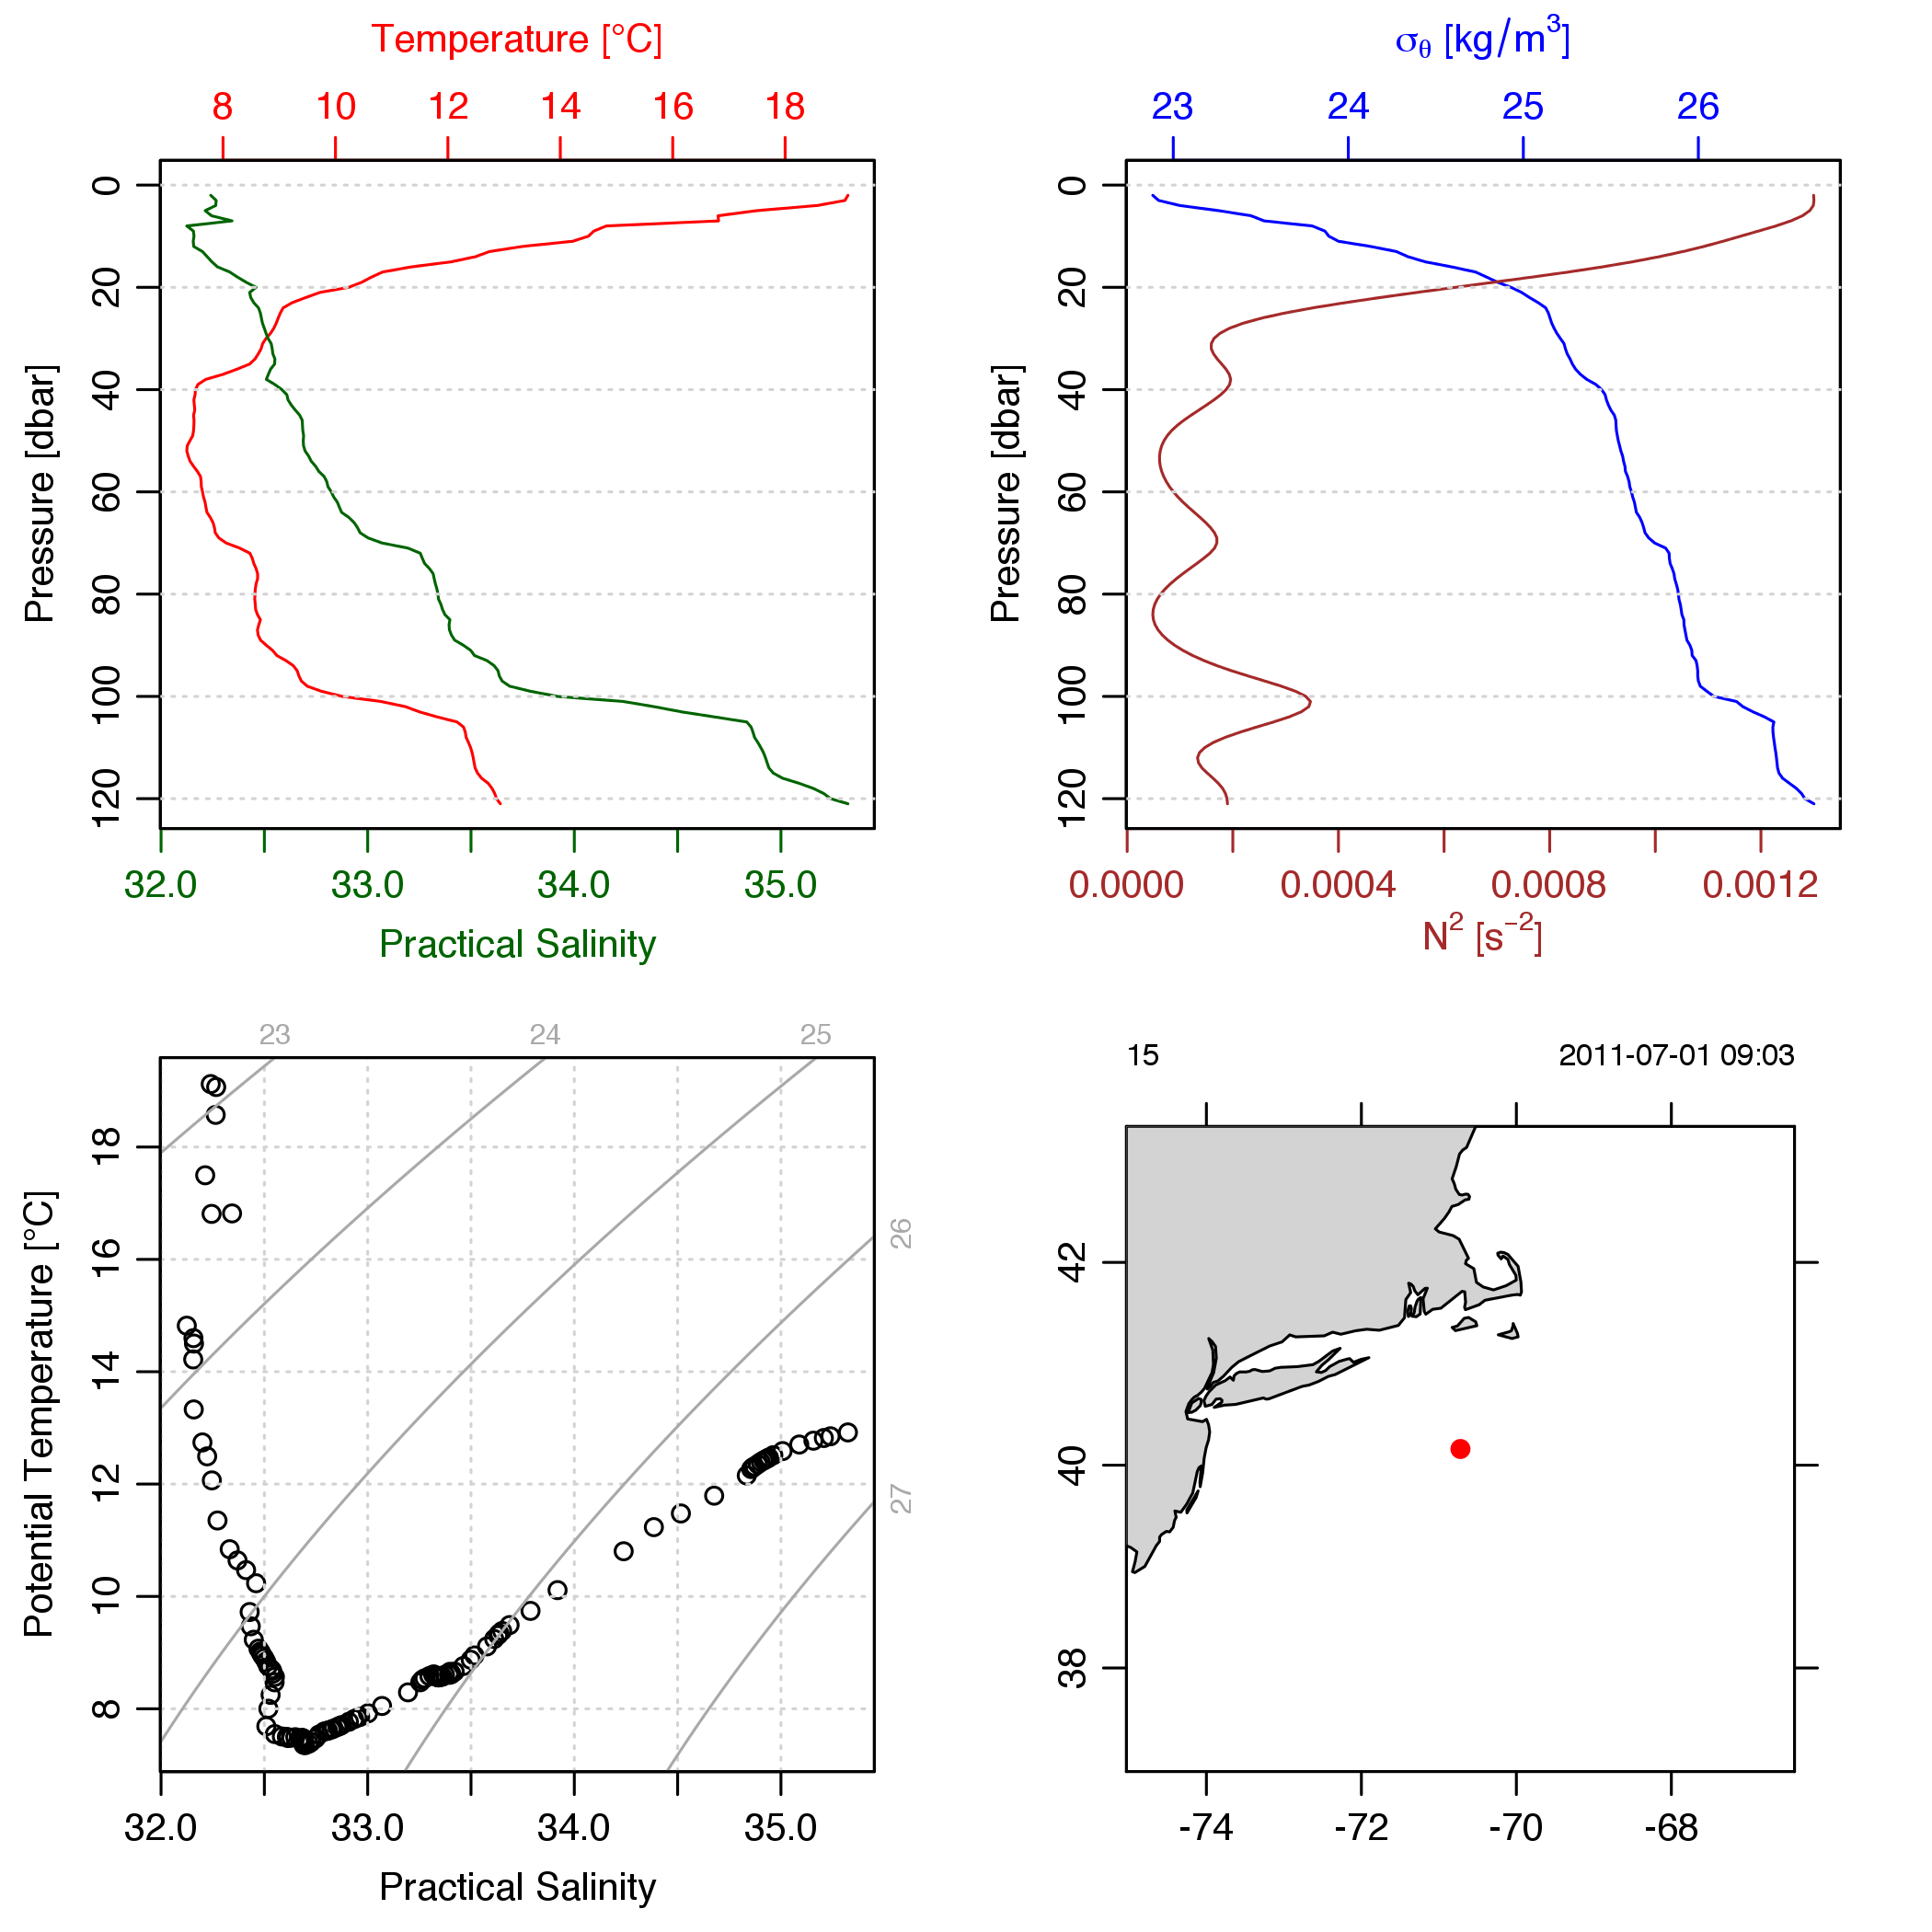 Temperature [°C]
8 10 12 14 16 18
0 20 40 60 80 100 120
Pressure [dbar]
32.0 33.0 34.0 35.0
Practical Salinity
σθ [kg/m³]
23 24 25 26
0 20 40 60 80 100 120
Pressure [dbar]
0.00000 0.00004 0.00008 0.00012
N² [s⁻²]
23 24 25
26
27
18 16 14 12 10 8
Potential Temperature [°C]
32.0 33.0 34.0 35.0
Practical Salinity
15 2011-07-01 09:03
42
40
38
-74 -72 -70 -68